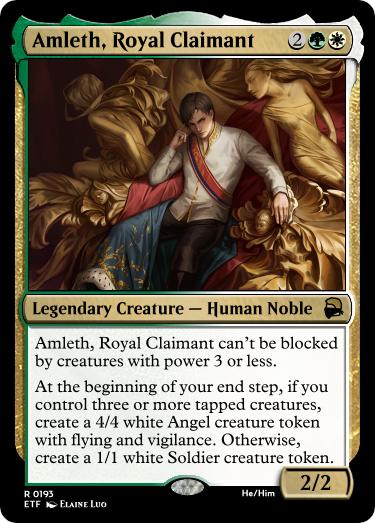 Amleth, Royal Claimant 2
Legendary Creature — Human Noble
Amleth, Royal Claimant can't be blocked
by creatures with power 3 or less.
At the beginning of your end step, if you
control three or more tapped creatures,
create a 4/4 white Angel creature token
with flying and vigilance. Otherwise,
create a 1/1 white Soldier creature token.
2/2
R 0193 He/Him
ETF Elaine Luo